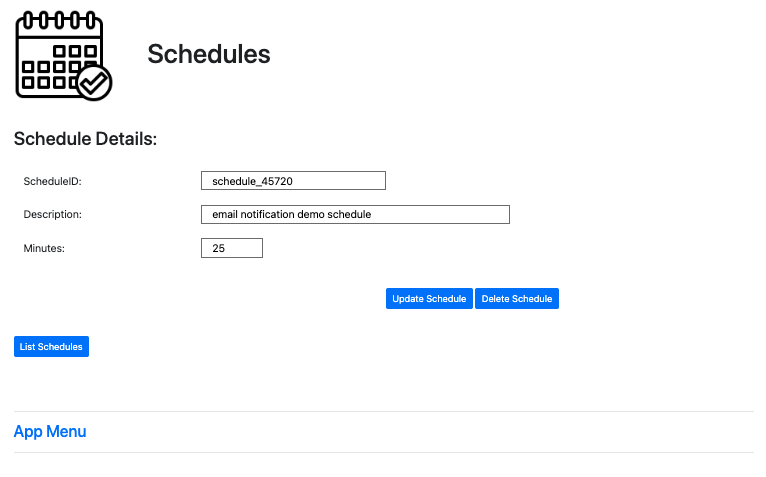 Schedules
Schedule Details:
ScheduleID: schedule_45720
Description: email notification demo schedule
Minutes: 25
Update Schedule Delete Schedule
List Schedules
App Menu